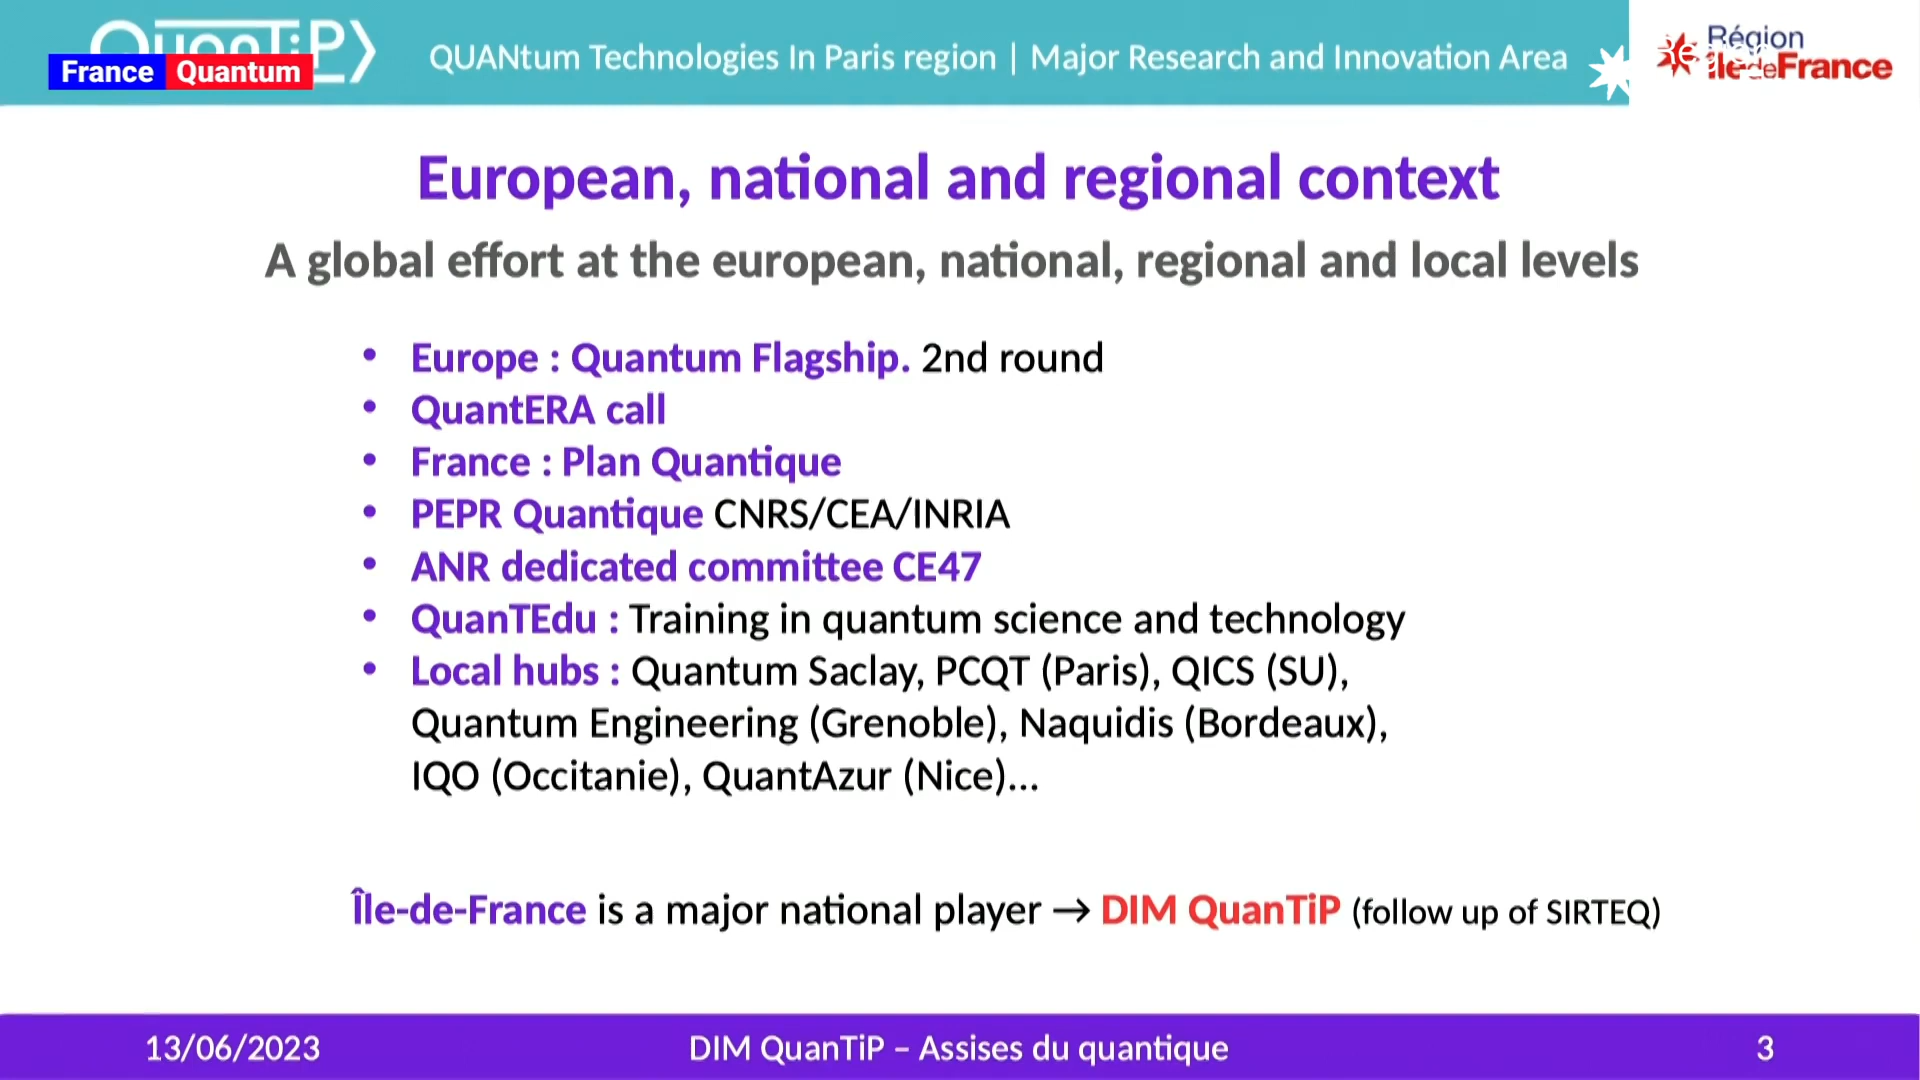 QuanTiP
France Quantum
QUANtum Technologies In Paris region | Major Research and Innovation Area
Région
îledeFrance
European, national and regional context
A global effort at the european, national, regional and local levels
• Europe : Quantum Flagship. 2nd round
• QuantERA call
• France : Plan Quantique
• PEPR Quantique CNRS/CEA/INRIA
• ANR dedicated committee CE47
• QuanTEdu : Training in quantum science and technology
• Local hubs : Quantum Saclay, PCQT (Paris), QICS (SU),
Quantum Engineering (Grenoble), Naquidis (Bordeaux),
IQO (Occitanie), QuantAzur (Nice)...
Île-de-France is a major national player → DIM QuanTiP (follow up of SIRTEQ)
13/06/2023
DIM QuanTiP – Assises du quantique
3